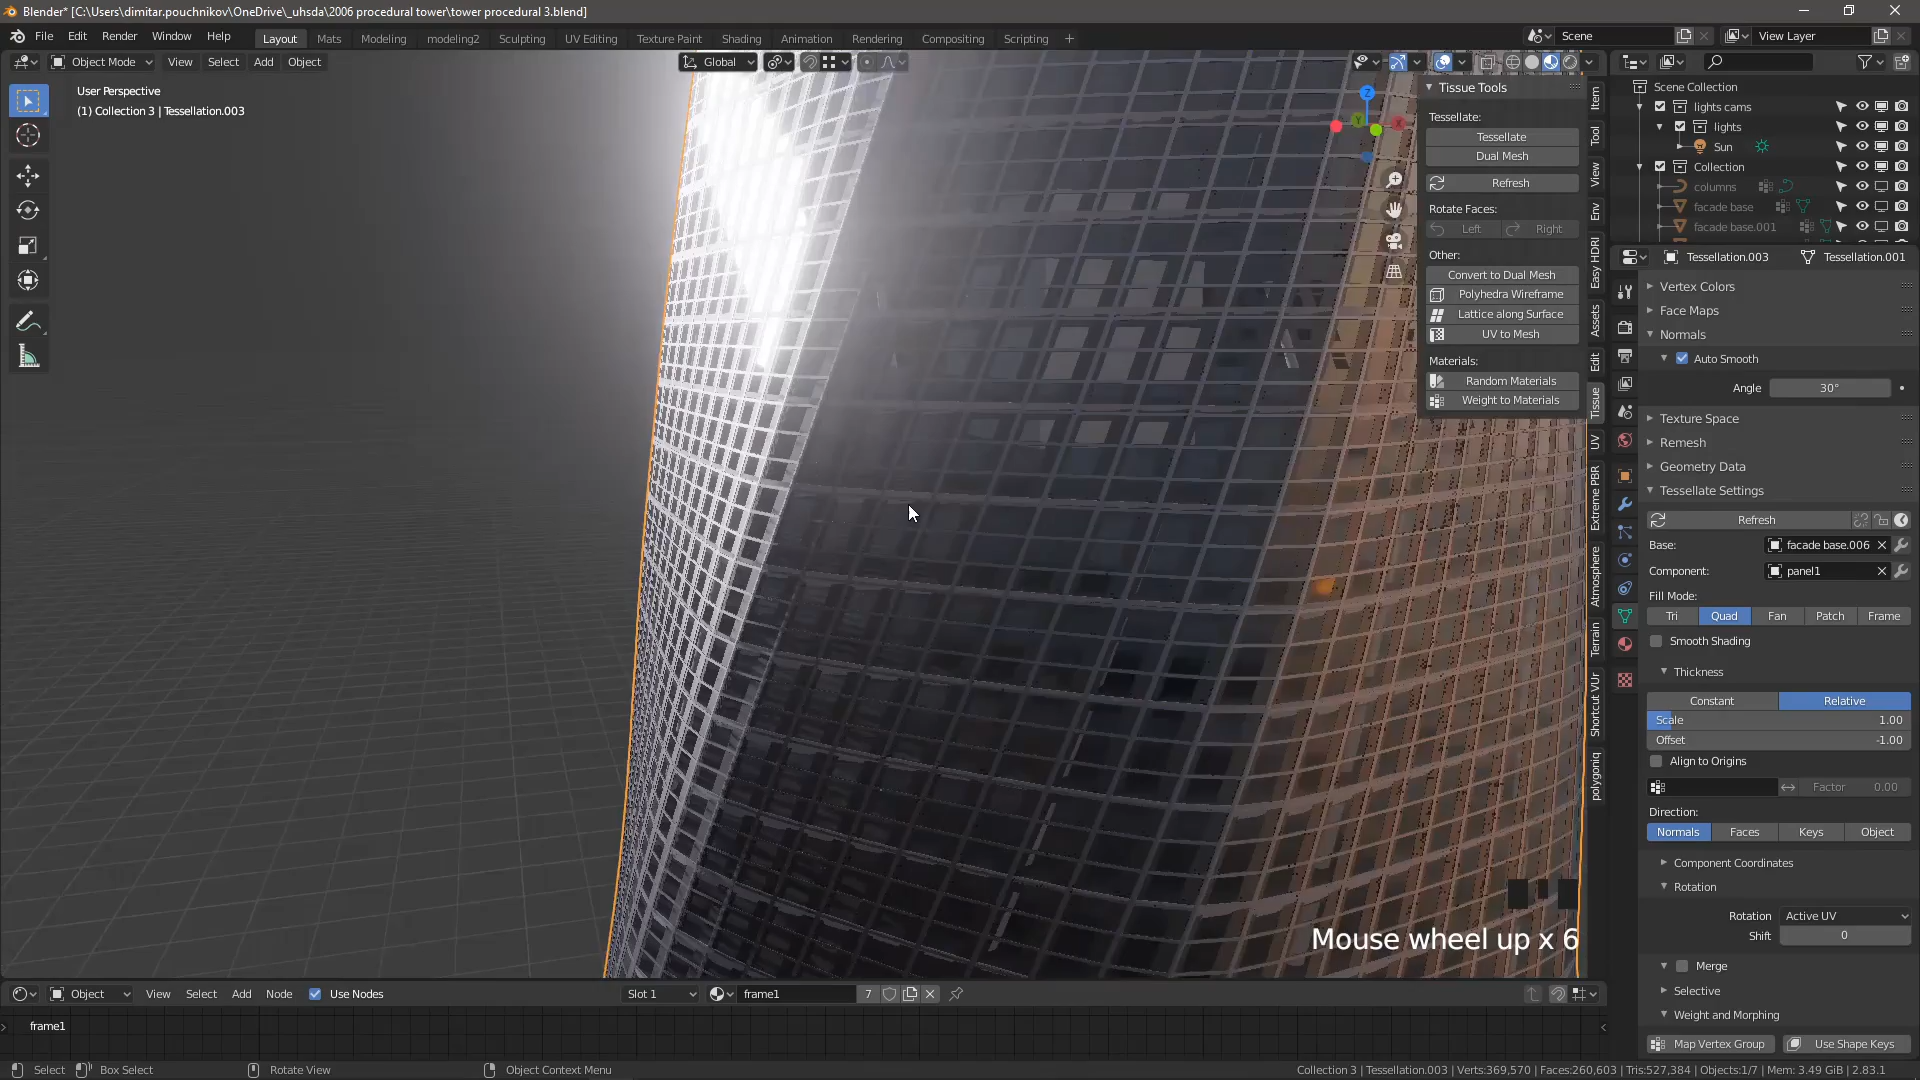 Blender* [C:\Users\dimitar.pouchnikov\OneDrive\_uhsda\2006 procedural tower\tower procedural 3.blend]
File Edit Render Window Help Layout Mats Modeling modeling2 Sculpting UV Editing Texture Paint Shading Animation Rendering Compositing Scripting + Scene View Layer
Object Mode View Select Add Object Global
User Perspective
(1) Collection 3 | Tessellation.003
Tissue Tools
Tessellate:
Tessellate
Dual Mesh
Refresh
Rotate Faces:
Left Right
Other:
Convert to Dual Mesh
Polyhedra Wireframe
Lattice along Surface
UV to Mesh
Materials:
Random Materials
Weight to Materials
Z
Y
X
Item
Tool
View
Env
Easy HDRI
Assets
Edit
Tissue
UV
Extreme PBR
Atmosphere
Terrain
Shortcut VUr
polygoniq
Scene Collection
lights cams
lights
Sun
Collection
columns
facade base
facade base.001
Tessellation.003 Tessellation.001
Vertex Colors
Face Maps
Normals
Auto Smooth
Angle 30°
Texture Space
Remesh
Geometry Data
Tessellate Settings
Refresh
Base: facade base.006
Component: panel1
Fill Mode:
Tri Quad Fan Patch Frame
Smooth Shading
Thickness
Constant Relative
Scale 1.00
Offset -1.00
Align to Origins
Factor 0.00
Direction:
Normals Faces Keys Object
Component Coordinates
Rotation
Rotation Active UV
Shift 0
Merge
Selective
Weight and Morphing
Map Vertex Group Use Shape Keys
Mouse wheel up x 6
Object View Select Add Node Use Nodes Slot 1 frame1 7
frame1
Select Box Select Rotate View Object Context Menu
Collection 3 | Tessellation.003 | Verts:369,570 | Faces:260,603 | Tris:527,384 | Objects:1/7 | Mem: 3.49 GiB | 2.83.1